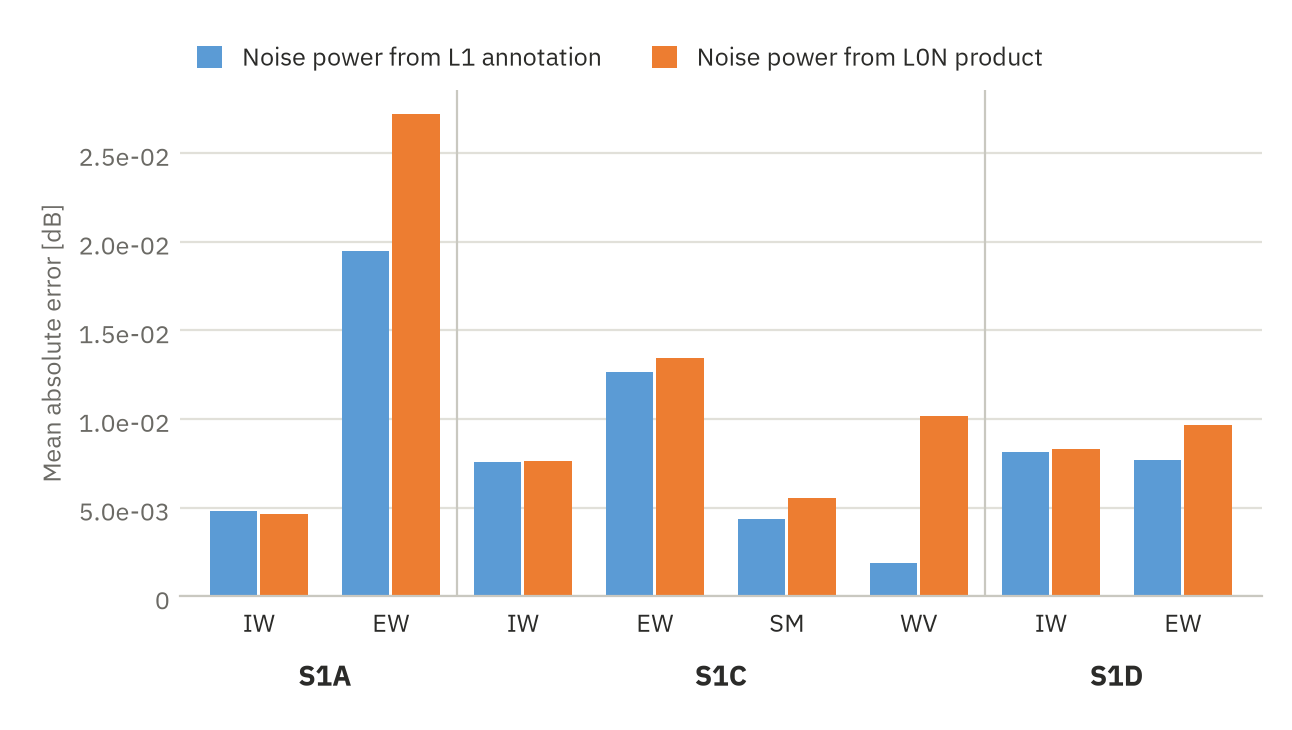 Noise power from L1 annotation
Noise power from L0N product
Mean absolute error [dB]
2.5e-02
2.0e-02
1.5e-02
1.0e-02
5.0e-03
0
IW EW IW EW SM WV IW EW
S1A S1C S1D